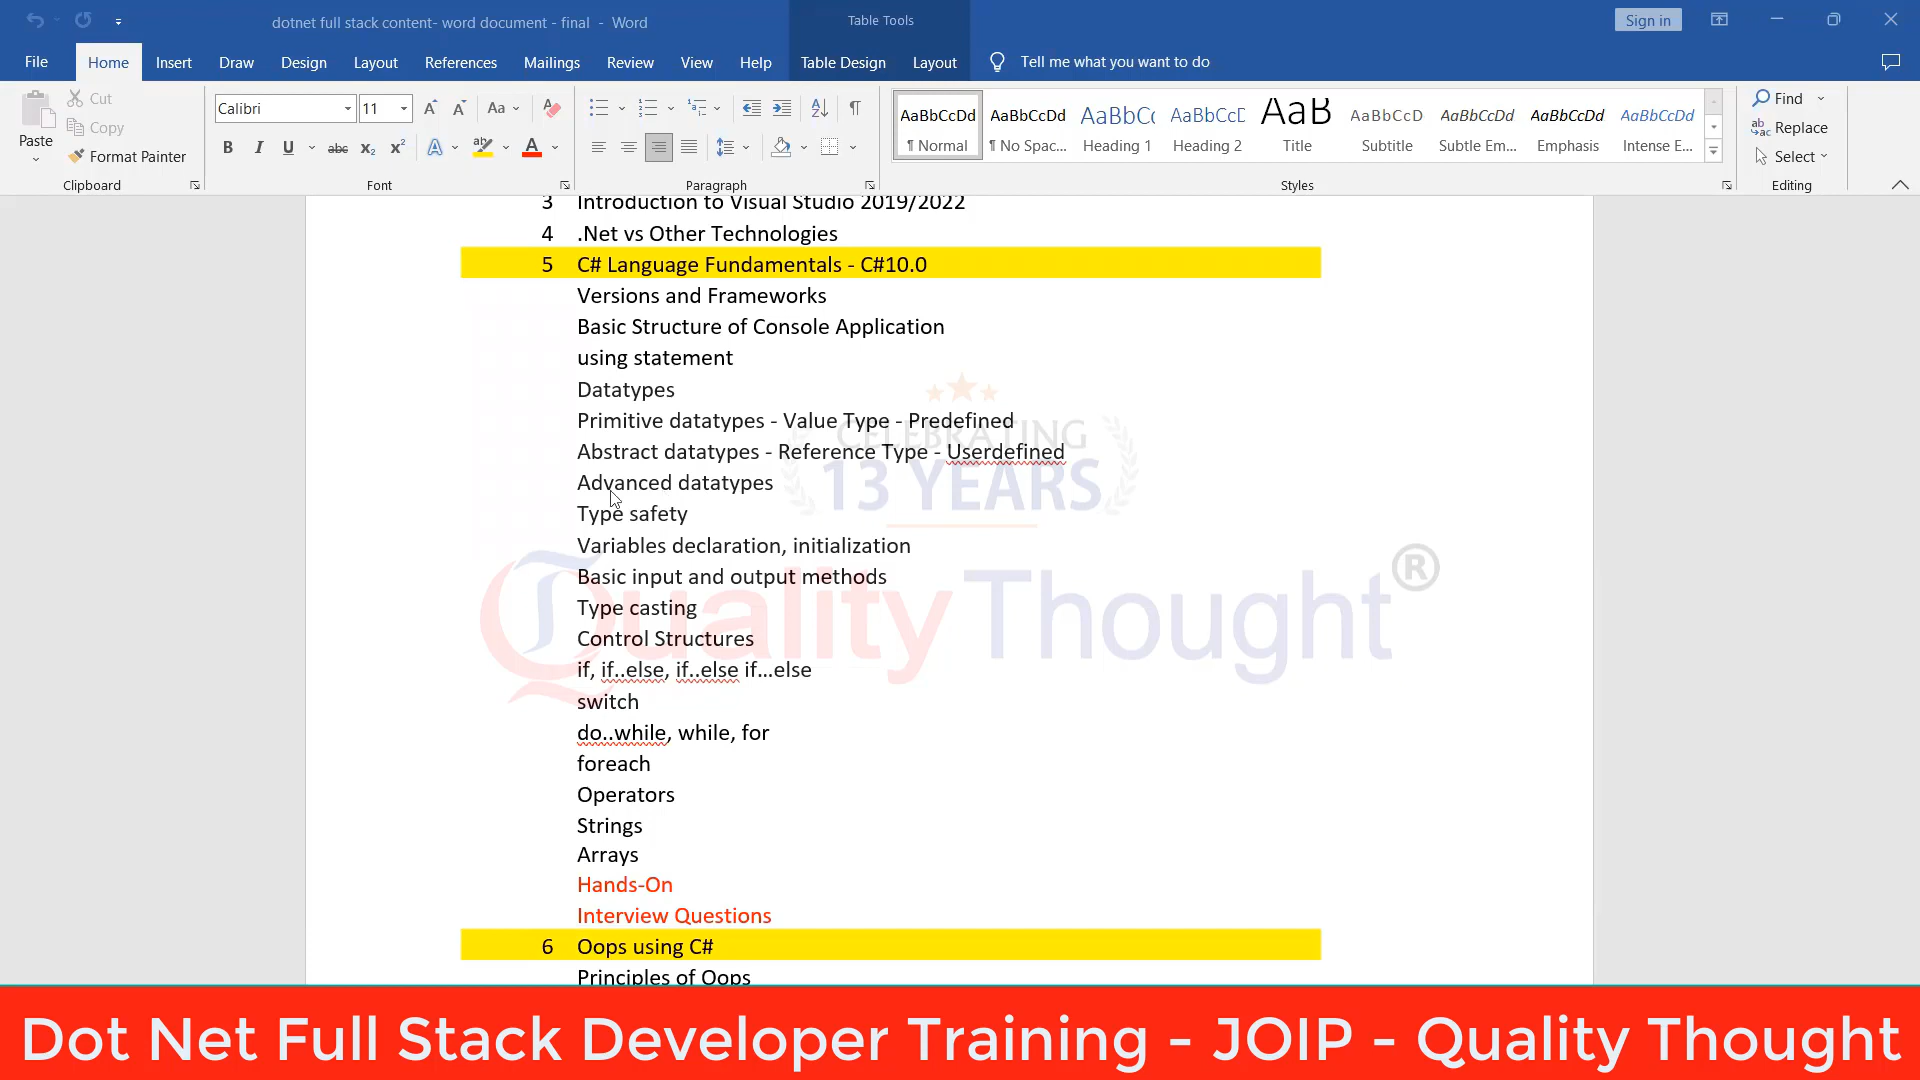 dotnet full stack content- word document - final - Word
Table Tools
Sign in
File Home Insert Draw Design Layout References Mailings Review View Help Table Design Layout Tell me what you want to do
Paste
Cut
Copy
Format Painter
Clipboard
Calibri 11
Aa
B I U abc x₂ x² A ab A
Font
Paragraph
AaBbCcDd AaBbCcDd AaBbCc AaBbCcD AaB AaBbCcD AaBbCcDd AaBbCcDd AaBbCcDd
¶ Normal ¶ No Spac... Heading 1 Heading 2 Title Subtitle Subtle Em... Emphasis Intense E...
Styles
Find
Replace
Select
Editing
3 Introduction to Visual Studio 2019/2022
4 .Net vs Other Technologies
5 C# Language Fundamentals - C#10.0
Versions and Frameworks
Basic Structure of Console Application
using statement
Datatypes
Primitive datatypes - Value Type - Predefined
Abstract datatypes - Reference Type - Userdefined
Advanced datatypes
Type safety
Variables declaration, initialization
Basic input and output methods
Type casting
Control Structures
if, if..else, if..else if...else
switch
do..while, while, for
foreach
Operators
Strings
Arrays
Hands-On
Interview Questions
6 Oops using C#
Principles of Oops
CELEBRATING
13 YEARS
QualityThought®
Dot Net Full Stack Developer Training - JOIP - Quality Thought